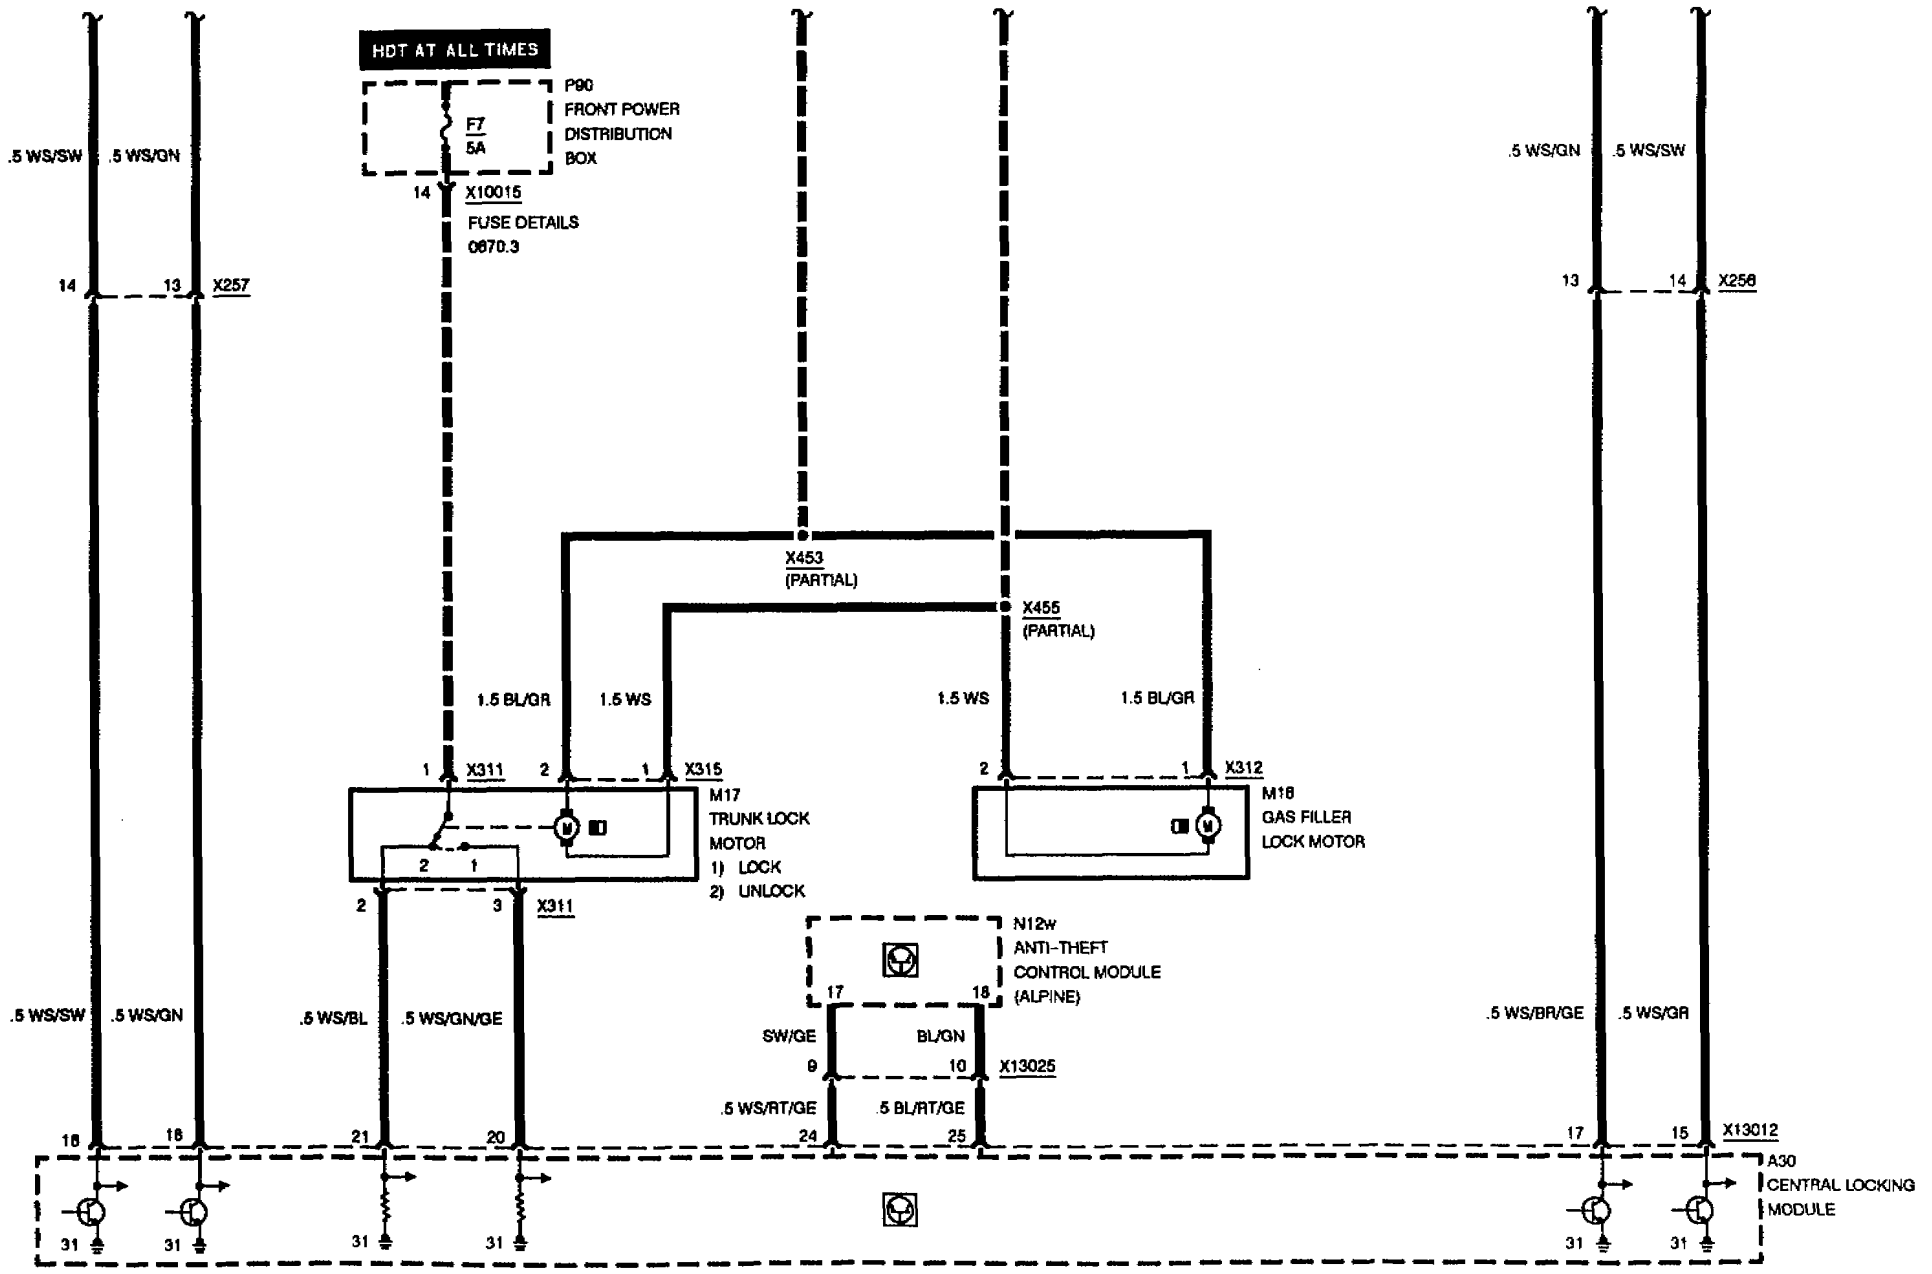 HOT AT ALL TIMES
P90
FRONT POWER
DISTRIBUTION
BOX
F7
5A
14 X10015
FUSE DETAILS
0670.3
.5 WS/SW .5 WS/GN
.5 WS/GN .5 WS/SW
14 13 X257
13 14 X256
X453
(PARTIAL)
X455
(PARTIAL)
1.5 BL/GR 1.5 WS 1.5 WS 1.5 BL/GR
1 X311 2 1 X315
2 1 X312
M17
TRUNK LOCK
MOTOR
1) LOCK
2) UNLOCK
M
2 1
M16
GAS FILLER
LOCK MOTOR
M
2 3 X311
N12w
ANTI-THEFT
CONTROL MODULE
(ALPINE)
17 18
.5 WS/SW .5 WS/GN .5 WS/BL .5 WS/GN/GE
SW/GE BL/GN
.5 WS/BR/GE .5 WS/GR
9 10 X13025
.5 WS/RT/GE .5 BL/RT/GE
21 20 24 25 17 15 X13012
A30
CENTRAL LOCKING
MODULE
31 31 31 31 31 31